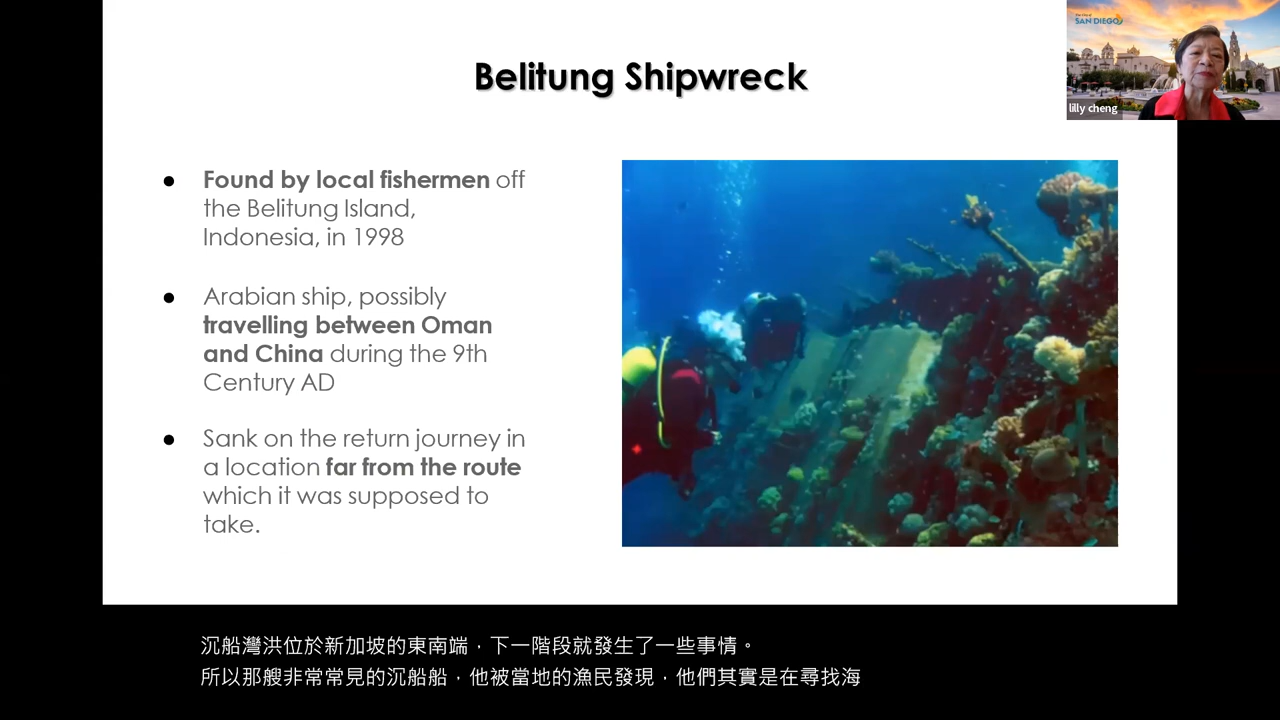 Belitung Shipwreck
The City of
SAN DIEGO
lilly cheng
● Found by local fishermen off
the Belitung Island,
Indonesia, in 1998
● Arabian ship, possibly
travelling between Oman
and China during the 9th
Century AD
● Sank on the return journey in
a location far from the route
which it was supposed to
take.
沉船灣洪位於新加坡的東南端，下一階段就發生了一些事情。
所以那艘非常常見的沉船船，他被當地的漁民發現，他們其實是在尋找海